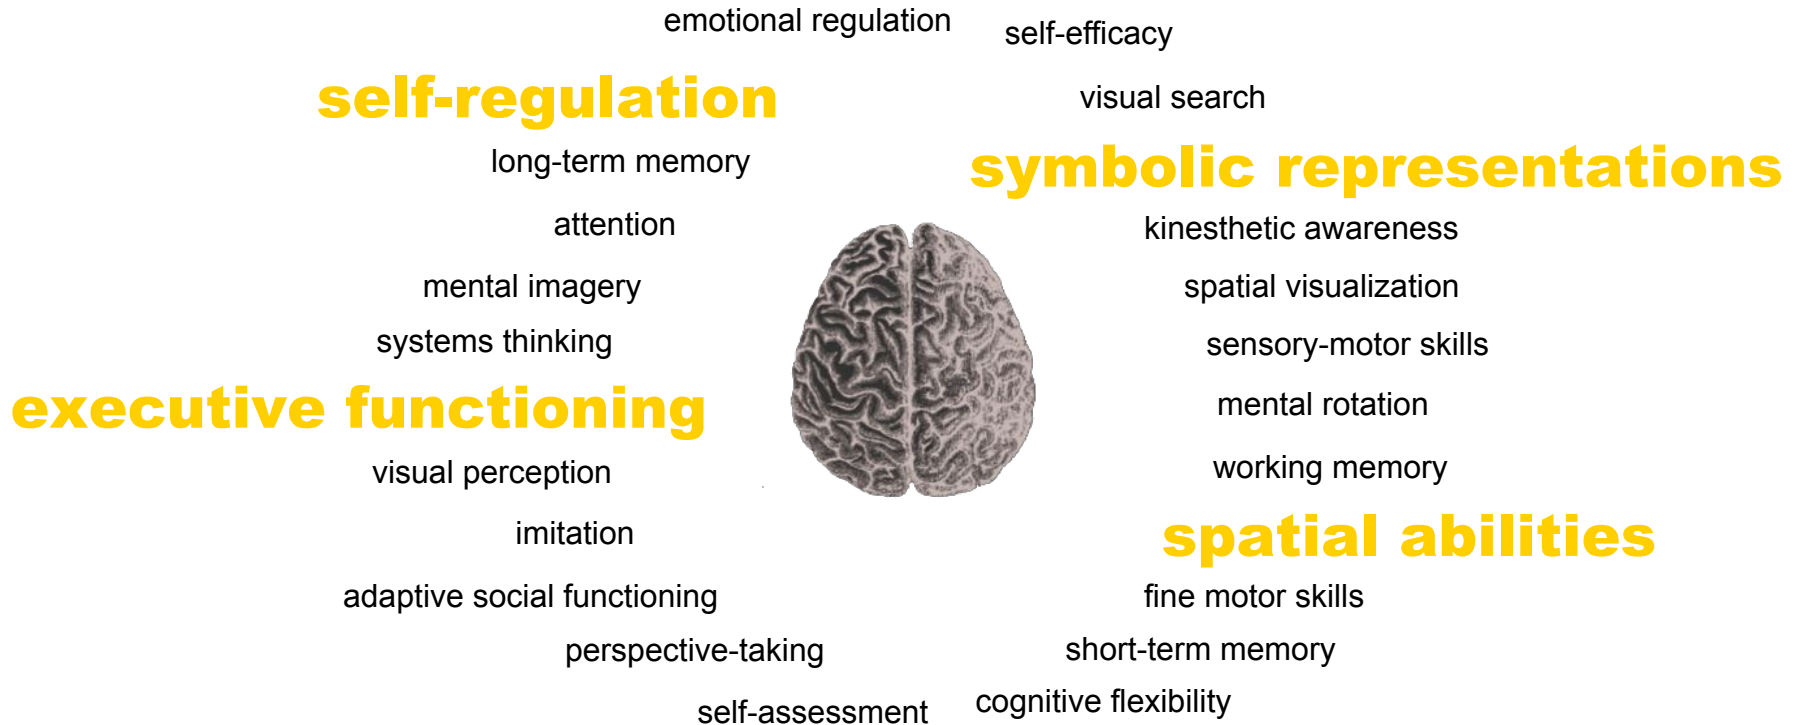 emotional regulation
self-efficacy
self-regulation
visual search
long-term memory
symbolic representations
attention
kinesthetic awareness
mental imagery
spatial visualization
systems thinking
sensory-motor skills
executive functioning
mental rotation
visual perception
working memory
imitation
spatial abilities
adaptive social functioning
fine motor skills
perspective-taking
short-term memory
self-assessment
cognitive flexibility